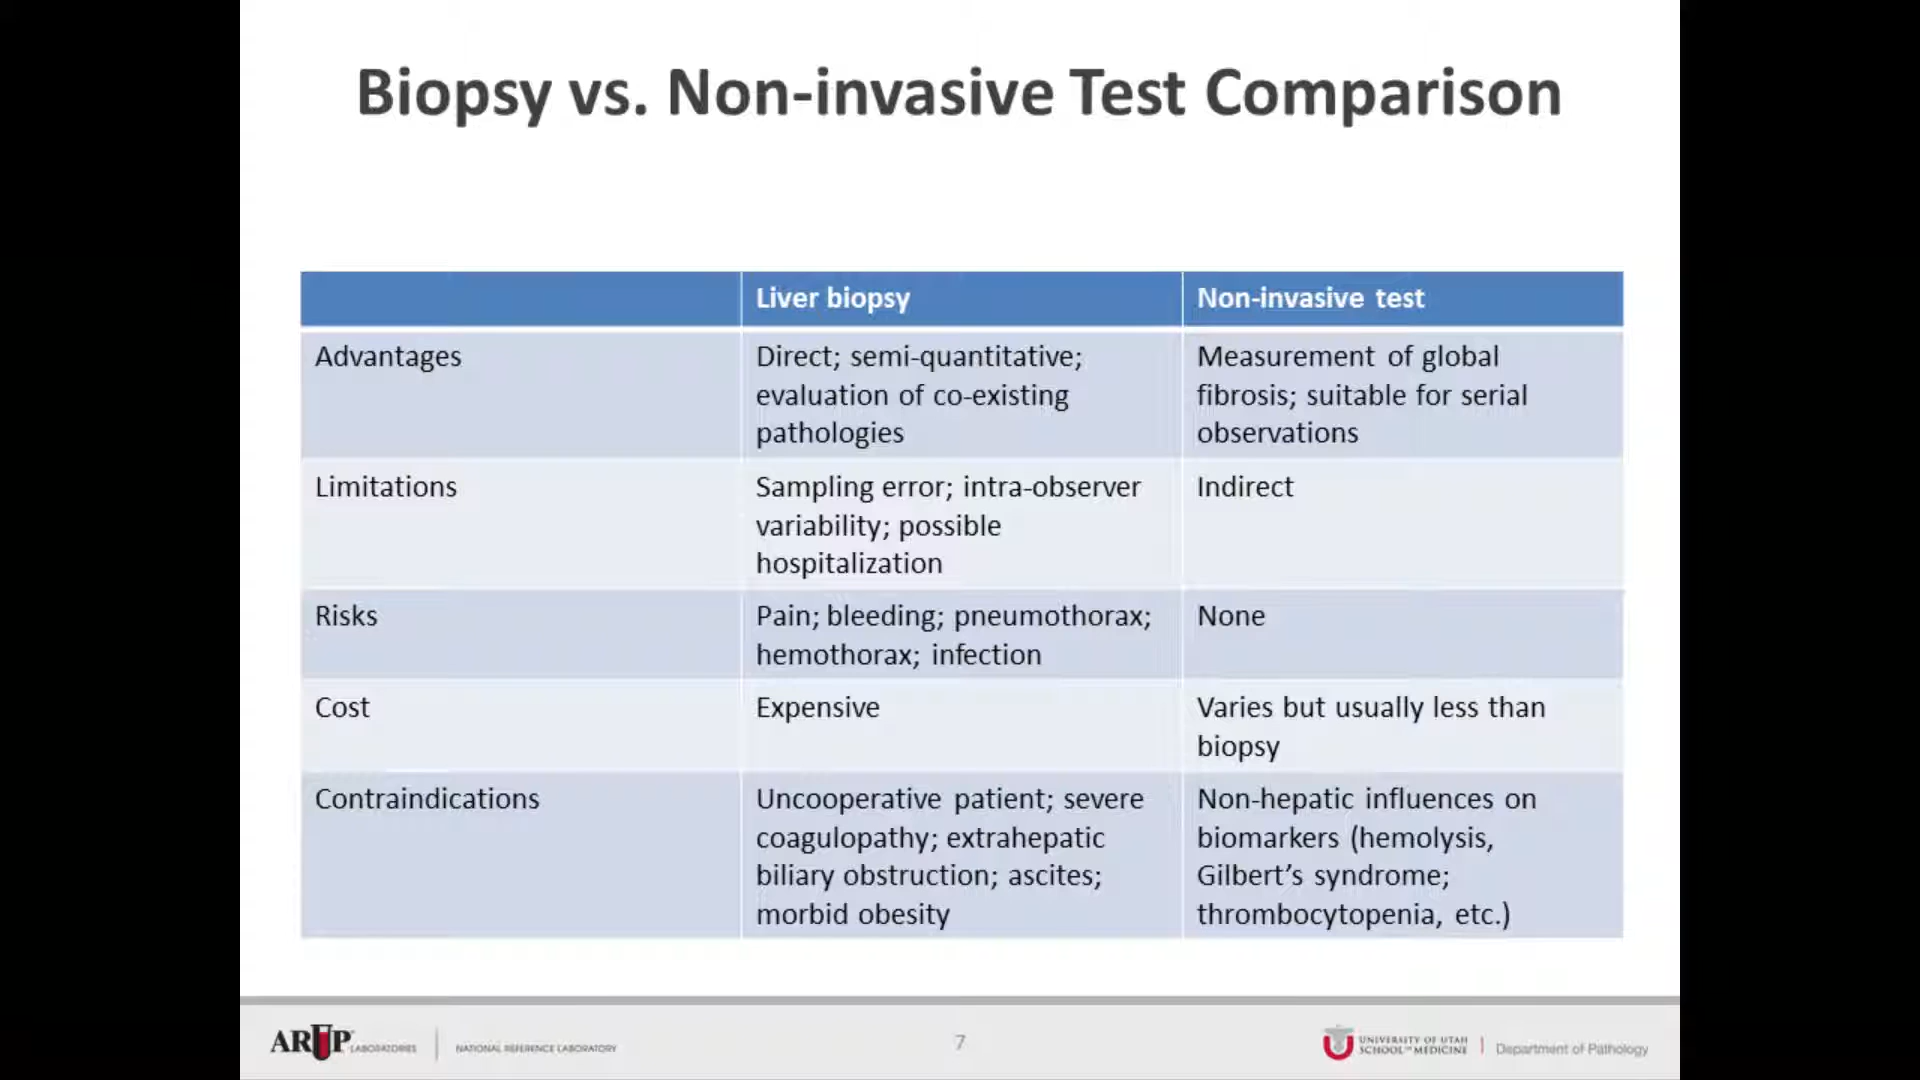 Biopsy vs. Non-invasive Test Comparison
Liver biopsy
Non-invasive test
Advantages
Direct; semi-quantitative;
evaluation of co-existing
pathologies
Measurement of global
fibrosis; suitable for serial
observations
Limitations
Sampling error; intra-observer
variability; possible
hospitalization
Indirect
Risks
Pain; bleeding; pneumothorax;
hemothorax; infection
None
Cost
Expensive
Varies but usually less than
biopsy
Contraindications
Uncooperative patient; severe
coagulopathy; extrahepatic
biliary obstruction; ascites;
morbid obesity
Non-hepatic influences on
biomarkers (hemolysis,
Gilbert’s syndrome;
thrombocytopenia, etc.)
ARUP LABORATORIES
NATIONAL REFERENCE LABORATORY
7
UNIVERSITY OF UTAH
SCHOOL OF MEDICINE
Department of Pathology